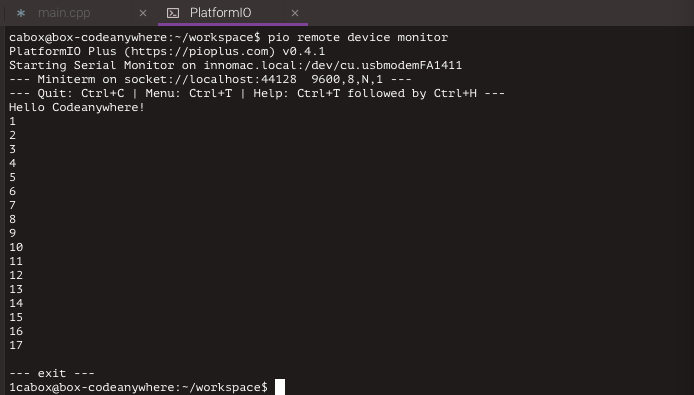 main.cpp
PlatformIO
cabox@box-codeanywhere:~/workspace$ pio remote device monitor
PlatformIO Plus (https://pioplus.com) v0.4.1
Starting Serial Monitor on innomac.local:/dev/cu.usbmodemFA1411
--- Miniterm on socket://localhost:44128  9600,8,N,1 ---
--- Quit: Ctrl+C | Menu: Ctrl+T | Help: Ctrl+T followed by Ctrl+H ---
Hello Codeanywhere!
1
2
3
4
5
6
7
8
9
10
11
12
13
14
15
16
17
--- exit ---
1cabox@box-codeanywhere:~/workspace$